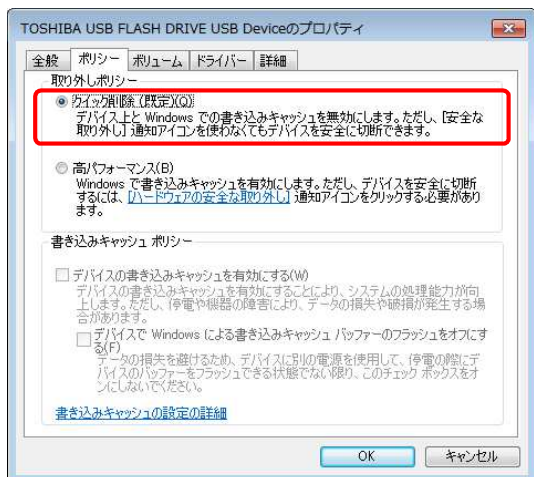 TOSHIBA USB FLASH DRIVE USB Deviceのプロパティ
全般 ポリシー ボリューム ドライバー 詳細
取り外しポリシー
クイック削除 (既定)(Q)
デバイス上と Windows での書き込みキャッシュを無効にします。ただし、[安全な
取り外し] 通知アイコンを使わなくてもデバイスを安全に切断できます。
高パフォーマンス(B)
Windows で書き込みキャッシュを有効にします。ただし、デバイスを安全に切断
するには、[ハードウェアの安全な取り外し] 通知アイコンをクリックする必要があり
ます。
書き込みキャッシュ ポリシー
デバイスの書き込みキャッシュを有効にする(W)
デバイスの書き込みキャッシュを有効にすることにより、システムの処理能力が向
上します。ただし、停電や機器の障害により、データの損失や破損が発生する場
合があります。
デバイスで Windows による書き込みキャッシュ バッファーのフラッシュをオフにす
る(F)
データの損失を避けるため、デバイスに別の電源を使用して、停電の際にデ
バイスのバッファーをフラッシュできる状態でない限り、このチェック ボックスをオ
ンにしないでください。
書き込みキャッシュの設定の詳細
OK キャンセル